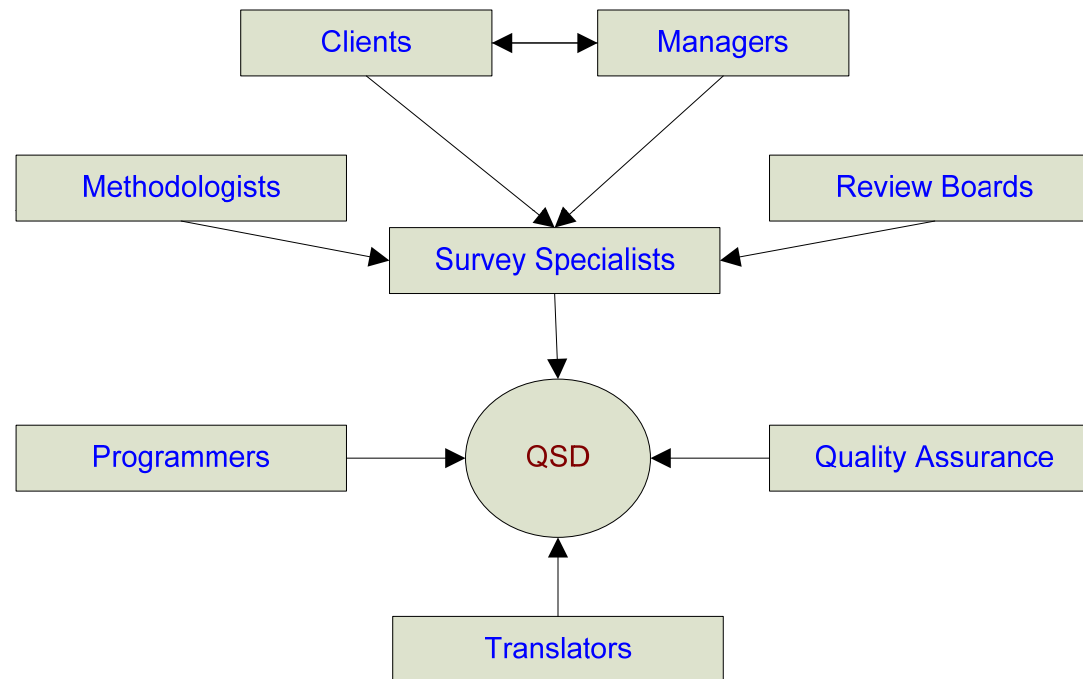 Clients
Managers
Methodologists
Review Boards
Survey Specialists
Programmers
QSD
Quality Assurance
Translators